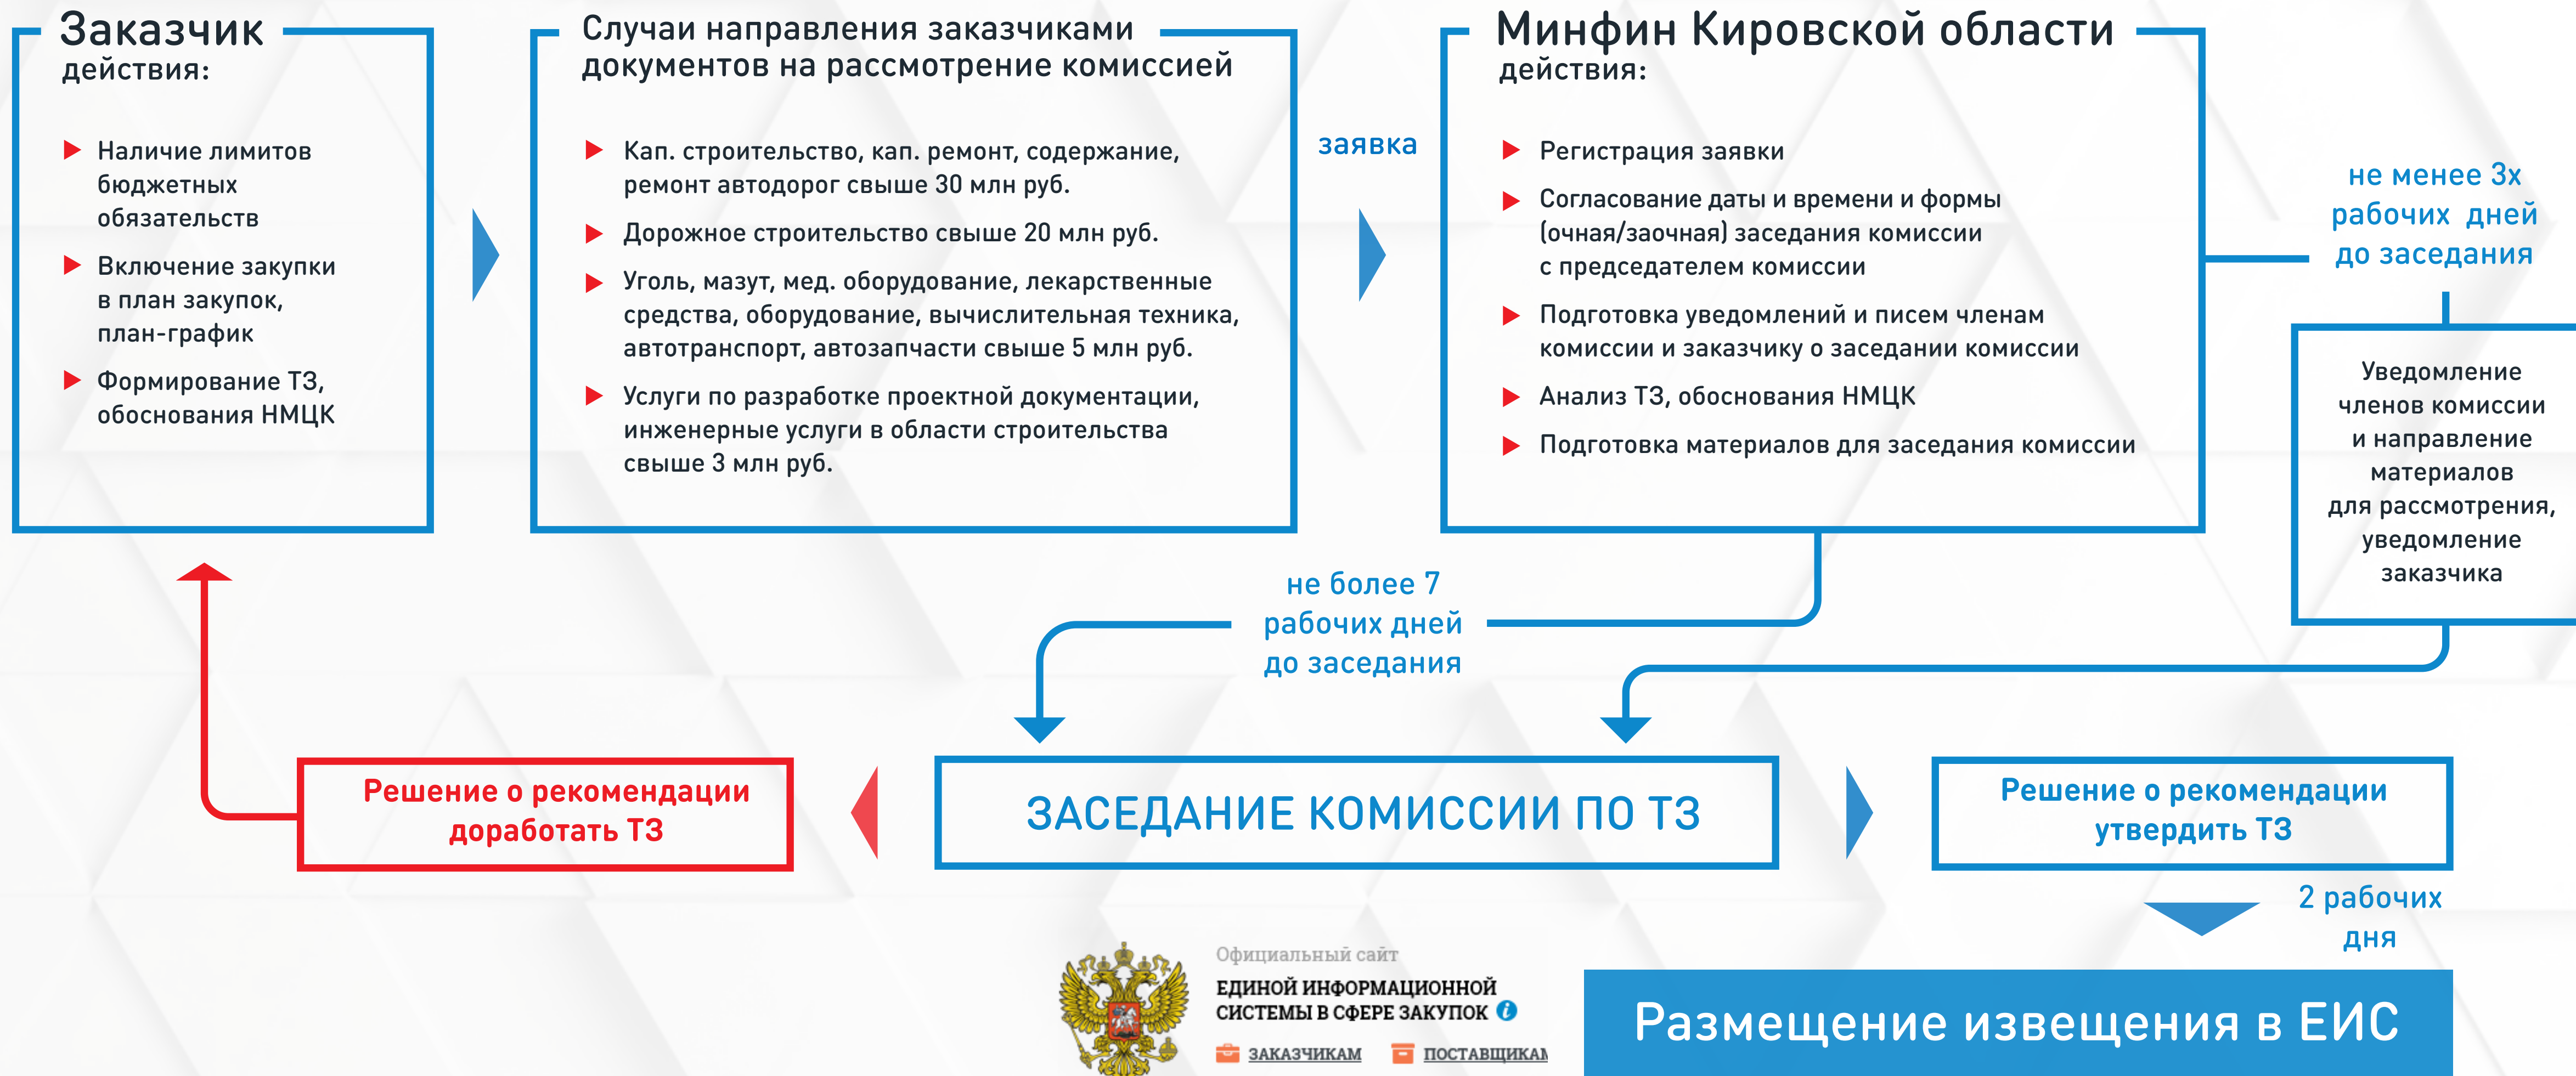 Заказчик
действия:
Наличие лимитов
бюджетных
обязательств
Включение закупки
в план закупок,
план-график
Формирование ТЗ,
обоснования НМЦК
Случаи направления заказчиками
документов на рассмотрение комиссией
Кап. строительство, кап. ремонт, содержание,
ремонт автодорог свыше 30 млн руб.
Дорожное строительство свыше 20 млн руб.
Уголь, мазут, мед. оборудование, лекарственные
средства, оборудование, вычислительная техника,
автотранспорт, автозапчасти свыше 5 млн руб.
Услуги по разработке проектной документации,
инженерные услуги в области строительства
свыше 3 млн руб.
заявка
Минфин Кировской области
действия:
Регистрация заявки
Согласование даты и времени и формы
(очная/заочная) заседания комиссии
с председателем комиссии
Подготовка уведомлений и писем членам
комиссии и заказчику о заседании комиссии
Анализ ТЗ, обоснования НМЦК
Подготовка материалов для заседания комиссии
не менее 3х
рабочих дней
до заседания
Уведомление
членов комиссии
и направление
материалов
для рассмотрения,
уведомление
заказчика
не более 7
рабочих дней
до заседания
Решение о рекомендации
доработать ТЗ
ЗАСЕДАНИЕ КОМИССИИ ПО ТЗ
Решение о рекомендации
утвердить ТЗ
2 рабочих
дня
Официальный сайт
ЕДИНОЙ ИНФОРМАЦИОННОЙ
СИСТЕМЫ В СФЕРЕ ЗАКУПОК i
ЗАКАЗЧИКАМ ПОСТАВЩИКАМ
Размещение извещения в ЕИС